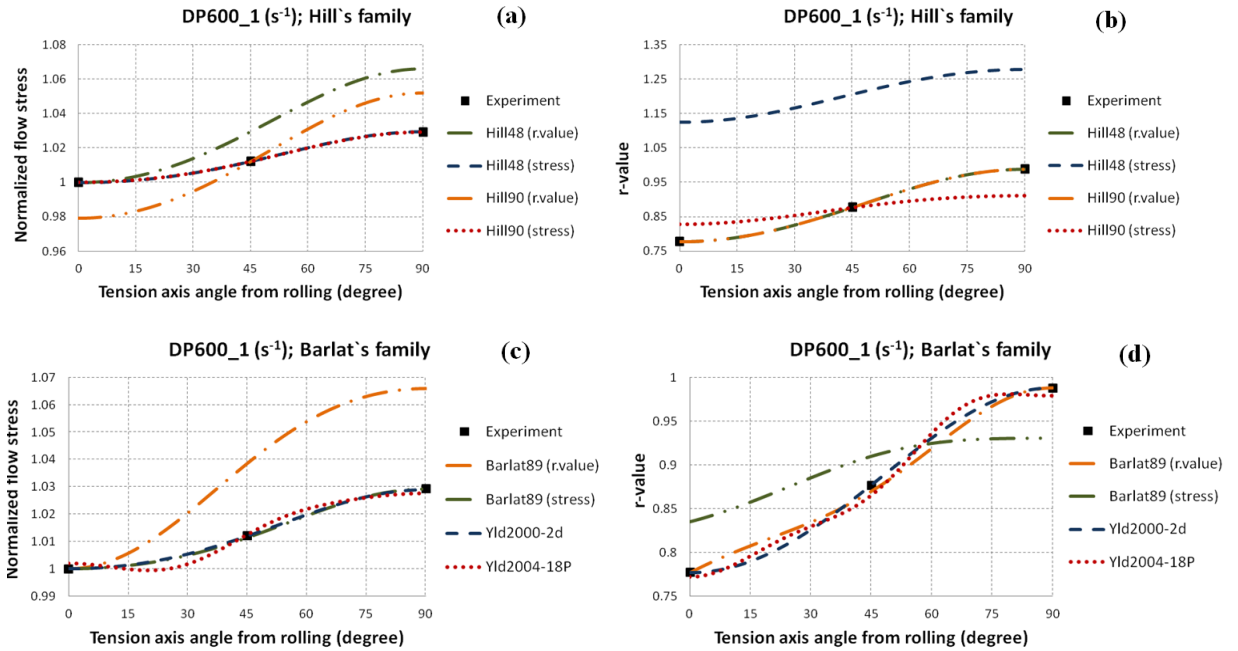 DP600_1 (s-1); Hill`s family
(a)
Normalized flow stress
1.08
1.06
1.04
1.02
1
0.98
0.96
0 15 30 45 60 75 90
Tension axis angle from rolling (degree)
Experiment
Hill48 (r.value)
Hill48 (stress)
Hill90 (r.value)
Hill90 (stress)
DP600_1 (s-1); Hill`s family
(b)
r-value
1.35
1.25
1.15
1.05
0.95
0.85
0.75
0 15 30 45 60 75 90
Tension axis angle from rolling (degree)
Experiment
Hill48 (r.value)
Hill48 (stress)
Hill90 (r.value)
Hill90 (stress)
DP600_1 (s-1); Barlat`s family
(c)
Normalized flow stress
1.07
1.06
1.05
1.04
1.03
1.02
1.01
1
0.99
0 15 30 45 60 75 90
Tension axis angle from rolling (degree)
Experiment
Barlat89 (r.value)
Barlat89 (stress)
Yld2000-2d
Yld2004-18P
DP600_1 (s-1); Barlat`s family
(d)
r-value
1
0.95
0.9
0.85
0.8
0.75
0 15 30 45 60 75 90
Tension axis angle from rolling (degree)
Experiment
Barlat89 (r.value)
Barlat89 (stress)
Yld2000-2d
Yld2004-18P